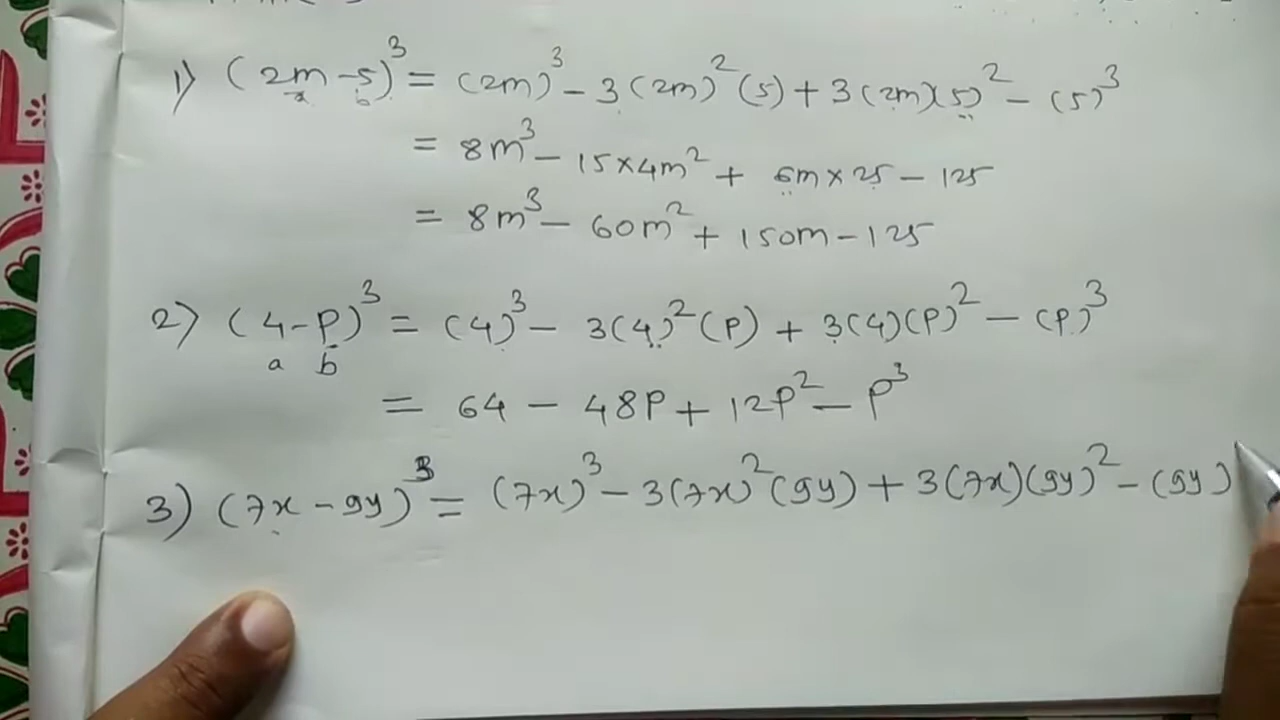 1) (2m - 5)³ = (2m)³ - 3(2m)²(5) + 3(2m)(5)² - (5)³
a b
= 8m³ - 15×4m² + 6m×25 - 125
= 8m³ - 60m² + 150m - 125
2) (4-P)³ = (4)³ - 3(4)²(P) + 3(4)(P)² - (P)³
a b
= 64 - 48P + 12P² - P³
3) (7x - 9y)³ = (7x)³ - 3(7x)²(9y) + 3(7x)(9y)² - (9y)